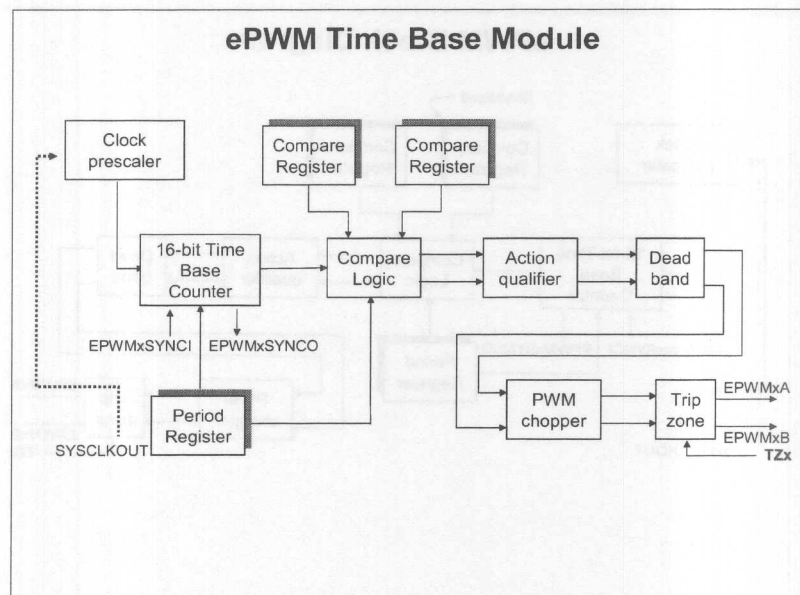 ePWM Time Base Module
Clock
prescaler
Compare
Register
Compare
Register
16-bit Time
Base
Counter
Compare
Logic
Action
qualifier
Dead
band
EPWMxSYNCI
EPWMxSYNCO
Period
Register
SYSCLKOUT
PWM
chopper
Trip
zone
EPWMxA
EPWMxB
TZx